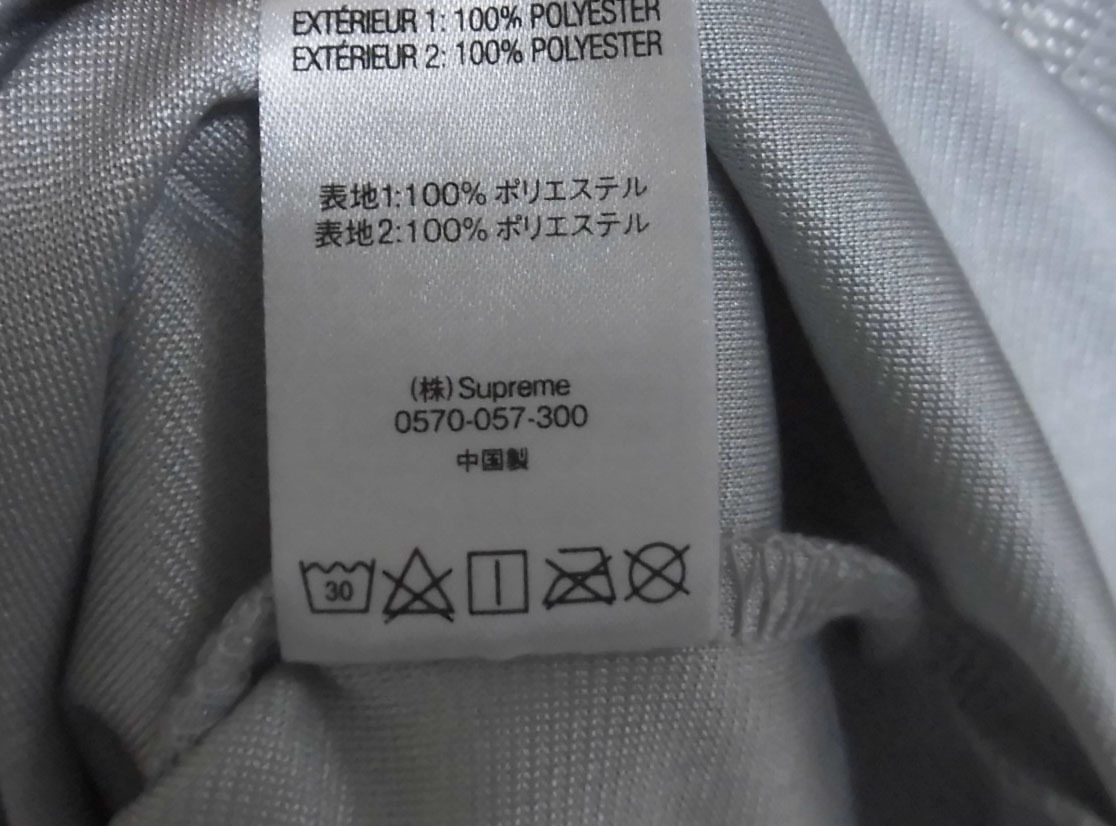 EXTÉRIEUR 1: 100% POLYESTER
EXTÉRIEUR 2: 100% POLYESTER
表地1:100% ポリエステル
表地2:100% ポリエステル
(株)Supreme
0570-057-300
中国製
30